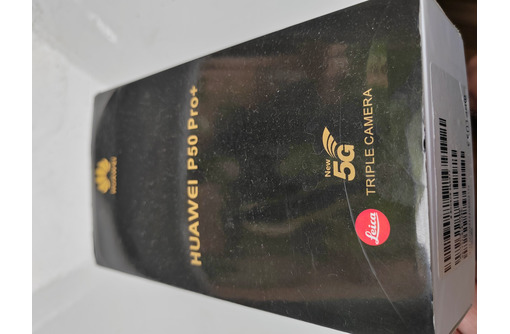 HUAWEI
HUAWEI P50 Pro+
New
5G
Leica
TRIPLE CAMERA